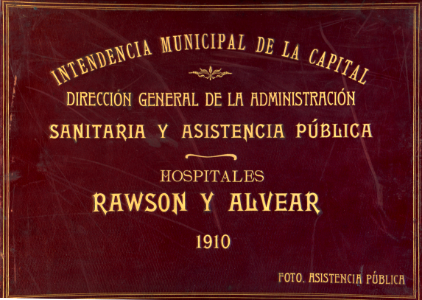 INTENDENCIA MUNICIPAL DE LA CAPITAL
DIRECCIÓN GENERAL DE LA ADMINISTRACIÓN
SANITARIA Y ASISTENCIA PÚBLICA
HOSPITALES
RAWSON Y ALVEAR
1910
FOTO. ASISTENCIA PÚBLICA